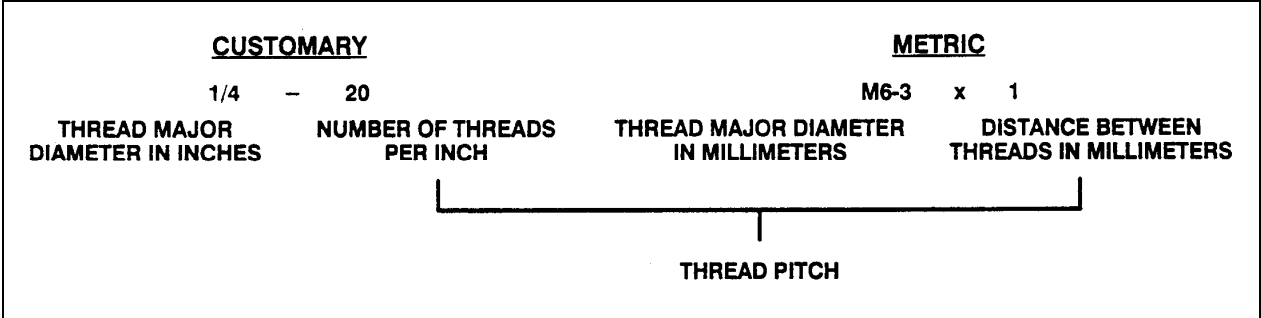 CUSTOMARY
1/4 – 20
THREAD MAJOR
DIAMETER IN INCHES
NUMBER OF THREADS
PER INCH
METRIC
M6-3 x 1
THREAD MAJOR DIAMETER
IN MILLIMETERS
DISTANCE BETWEEN
THREADS IN MILLIMETERS
THREAD PITCH